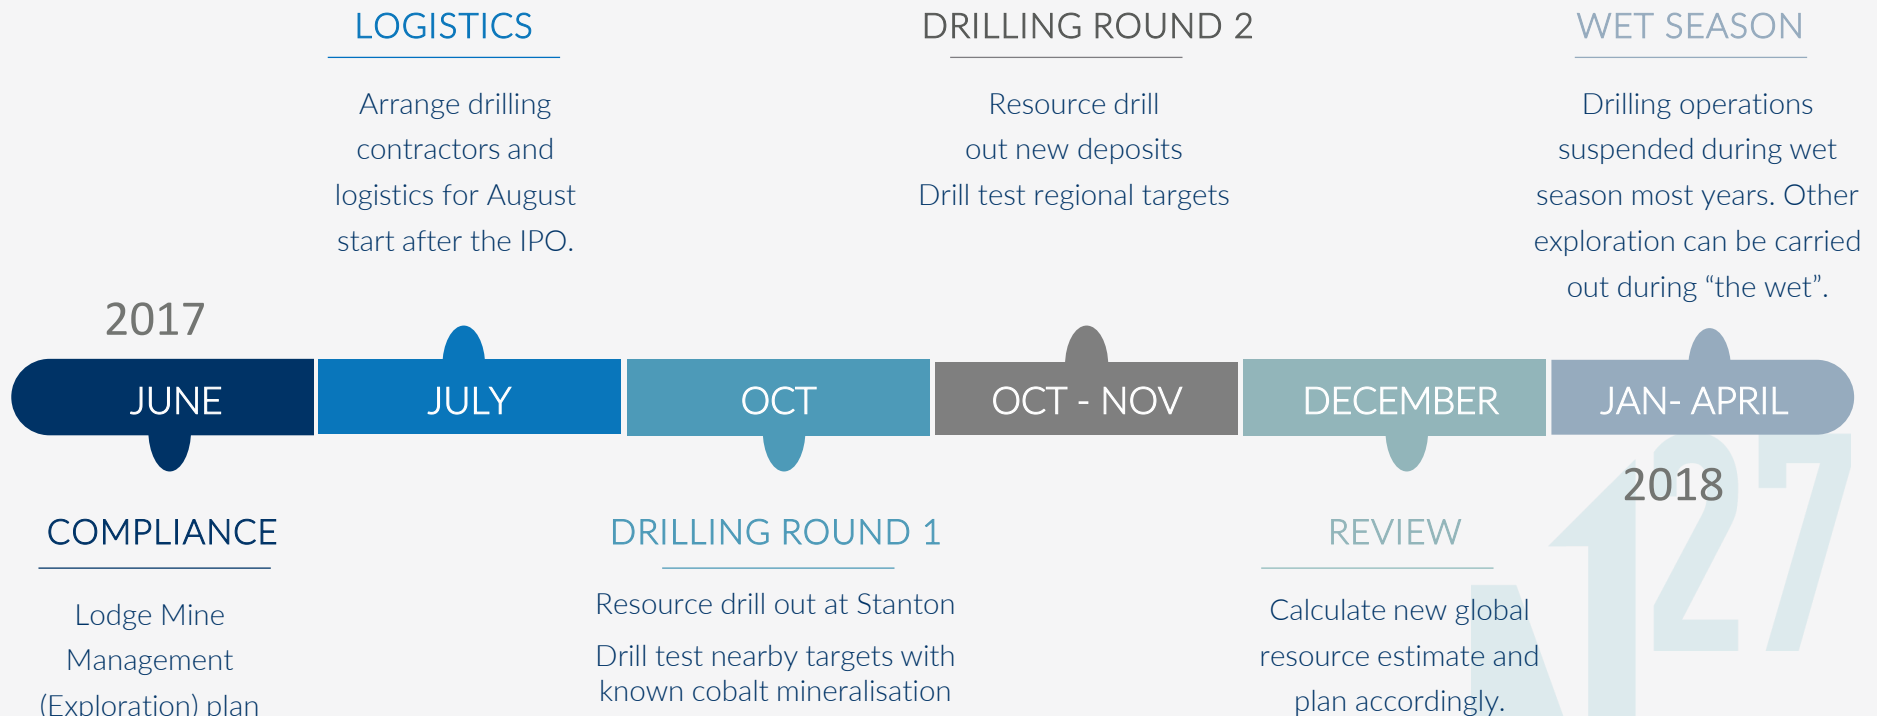 LOGISTICS
Arrange drilling
contractors and
logistics for August
start after the IPO.
DRILLING ROUND 2
Resource drill
out new deposits
Drill test regional targets
WET SEASON
Drilling operations
suspended during wet
season most years. Other
exploration can be carried
out during “the wet”.
2017
JUNE
JULY
OCT
OCT - NOV
DECEMBER
JAN- APRIL
2018
COMPLIANCE
Lodge Mine
Management
(Exploration) plan
DRILLING ROUND 1
Resource drill out at Stanton
Drill test nearby targets with
known cobalt mineralisation
REVIEW
Calculate new global
resource estimate and
plan accordingly.
27